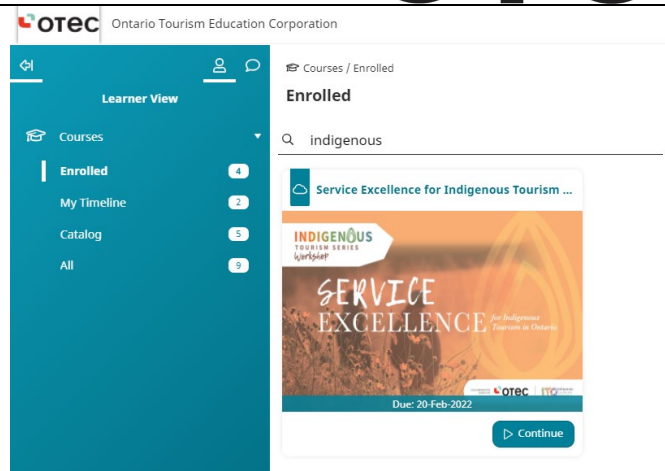 OTEC Ontario Tourism Education Corporation
Learner View
Courses
Enrolled 4
My Timeline 2
Catalog 5
All 9
Courses / Enrolled
Enrolled
indigenous
Service Excellence for Indigenous Tourism ...
INDIGENOUS
TOURISM SERIES
Workshop
SERVICE
EXCELLENCE for Indigenous
Tourism in Ontario
OTEC
Due: 20-Feb-2022
Continue